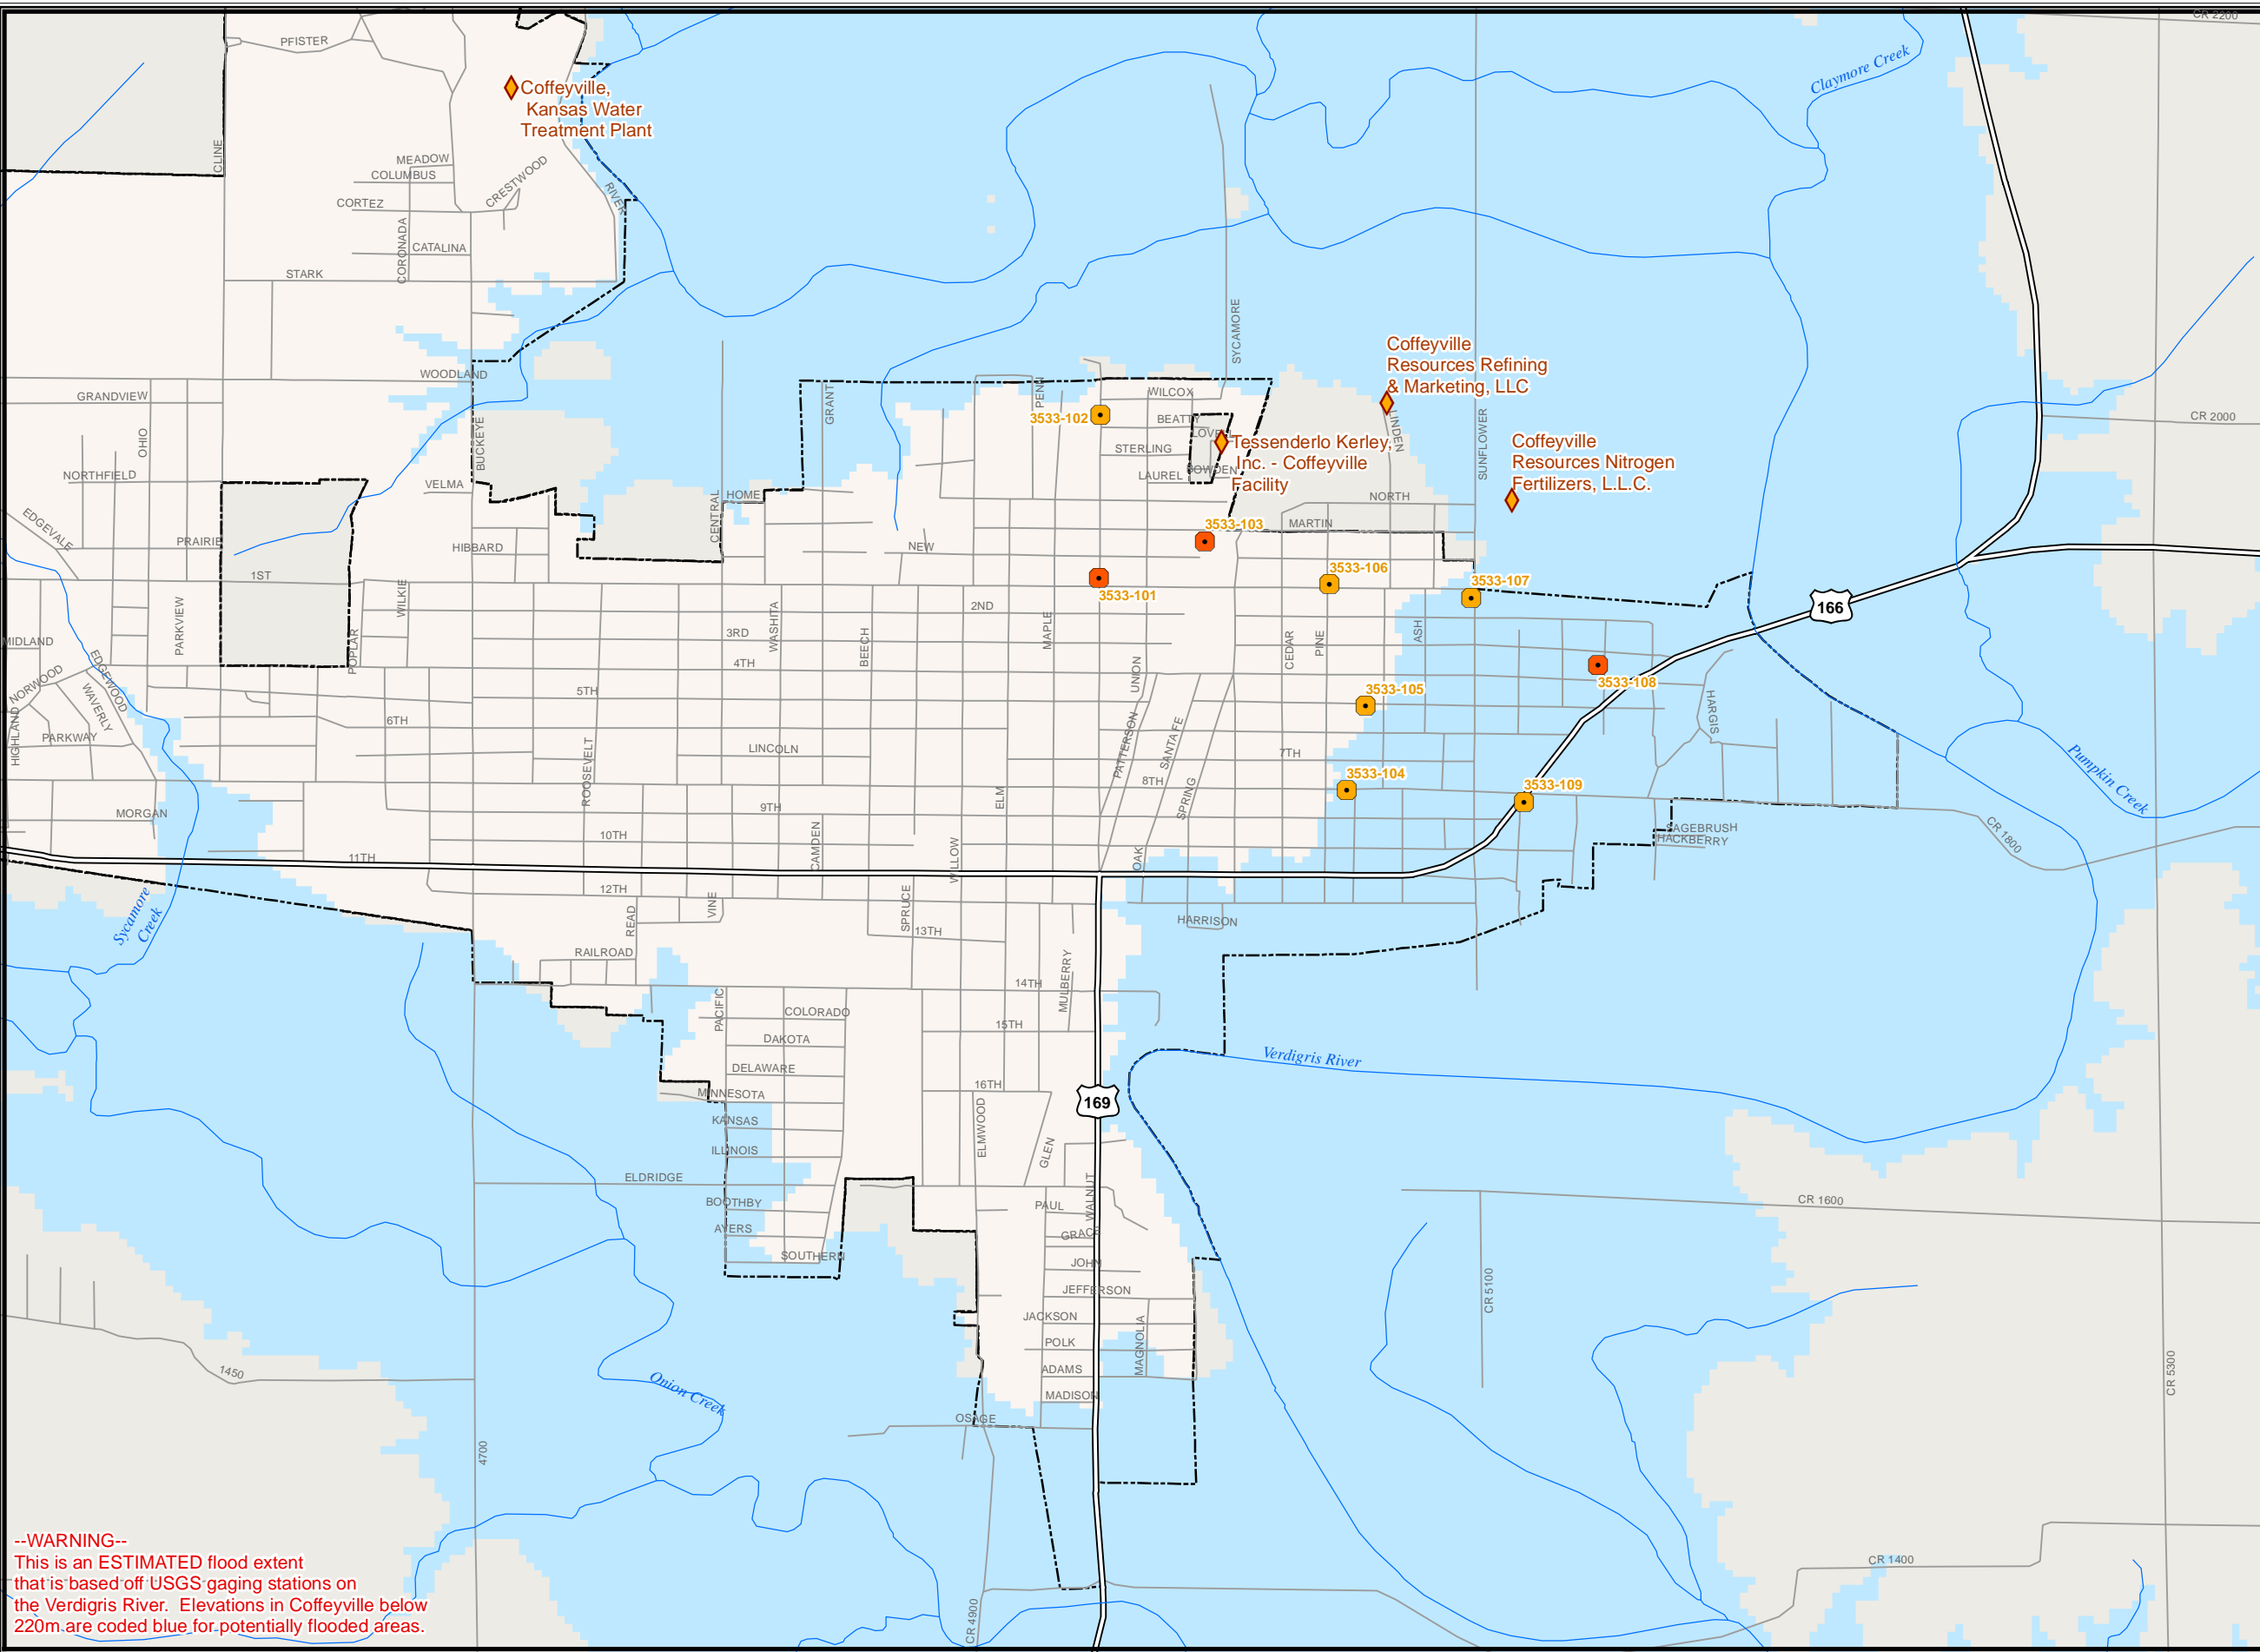 CR 2200
PFISTER
Claymore Creek
Coffeyville,
Kansas Water
Treatment Plant
CLINE
MEADOW
COLUMBUS
CRESTWOOD
RIVER
CORTEZ
CORONADA
CATALINA
STARK
SYCAMORE
Coffeyville
Resources Refining
& Marketing, LLC
WOODLAND
GRANDVIEW
GRANT
PENN
WILCOX
3533-102
BEATTY
LINDEN
SUNFLOWER
CR 2000
OHIO
BUCKEYE
STERLING
Tessenderlo Kerley,
Inc. - Coffeyville
Facility
Coffeyville
Resources Nitrogen
Fertilizers, L.L.C.
NORTHFIELD
VELMA
LAUREL
HOME
CENTRAL
NORTH
EDGEVALE
PRAIRIE
HIBBARD
NEW
3533-103
MARTIN
1ST
WILKIE
3533-101
3533-106
3533-107
166
2ND
PARKVIEW
WASHITA
BEECH
MAPLE
3RD
CEDAR
PINE
ASH
MIDLAND
POPLAR
4TH
UNION
3533-108
NORWOOD
EDGEWOOD
WAVERLY
5TH
3533-105
HARGIS
6TH
HIGHLAND
PARKWAY
ROOSEVELT
LINCOLN
PATTERSON
SANTA FE
7TH
Pumpkin Creek
8TH
3533-104
3533-109
MORGAN
9TH
ELM
SPRING
10TH
CAMDEN
WILLOW
OAK
SAGEBRUSH
HACKBERRY
CR 1800
11TH
12TH
VINE
SPRUCE
Sycamore
Creek
READ
13TH
HARRISON
RAILROAD
MULBERRY
14TH
PACIFIC
COLORADO
15TH
DAKOTA
Verdigris River
DELAWARE
16TH
MINNESOTA
169
KANSAS
ELMWOOD
GLEN
ILLINOIS
ELDRIDGE
BOOTHBY
PAUL
WALNUT
CR 1600
AYERS
GRACE
SOUTHERN
JOHN
JEFFERSON
CR 5100
JACKSON
POLK
MAGNOLIA
1450
ADAMS
CR 5300
Onion Creek
MADISON
OSAGE
4700
--WARNING--
This is an ESTIMATED flood extent
that is based off USGS gaging stations on
the Verdigris River. Elevations in Coffeyville below
220m are coded blue for potentially flooded areas.
CR 1400
CR 4900